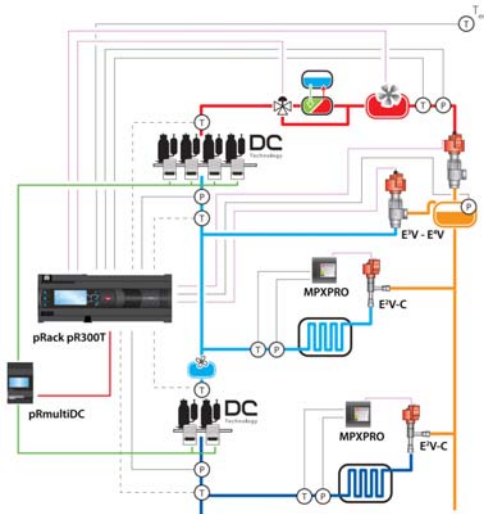 T
T
P
T
DC
Technology
P
P
T
E³V - E⁴V
MPXPRO
E²V-C
pRack pR300T
T
P
T
pRmultiDC
DC
Technology
MPXPRO
E²V-C
P
T
T
P